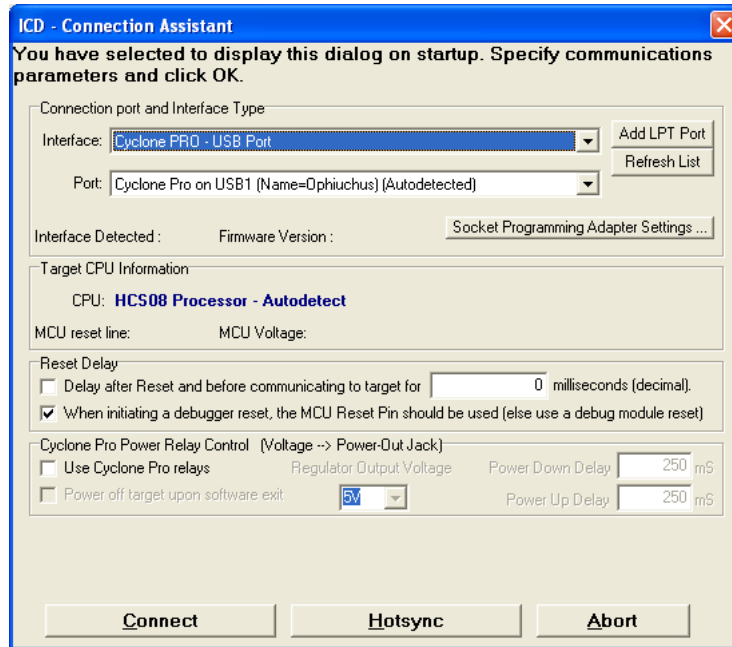 ICD - Connection Assistant
You have selected to display this dialog on startup. Specify communications
parameters and click OK.
Connection port and Interface Type
Interface: Cyclone PRO - USB Port
Add LPT Port
Refresh List
Port: Cyclone Pro on USB1 (Name=Ophiuchus) (Autodetected)
Socket Programming Adapter Settings ...
Interface Detected : Firmware Version :
Target CPU Information
CPU: HCS08 Processor - Autodetect
MCU reset line: MCU Voltage:
Reset Delay
Delay after Reset and before communicating to target for 0 milliseconds (decimal).
When initiating a debugger reset, the MCU Reset Pin should be used (else use a debug module reset)
Cyclone Pro Power Relay Control (Voltage --> Power-Out Jack)
Use Cyclone Pro relays Regulator Output Voltage Power Down Delay 250 mS
Power off target upon software exit 5V Power Up Delay 250 mS
Connect Hotsync Abort